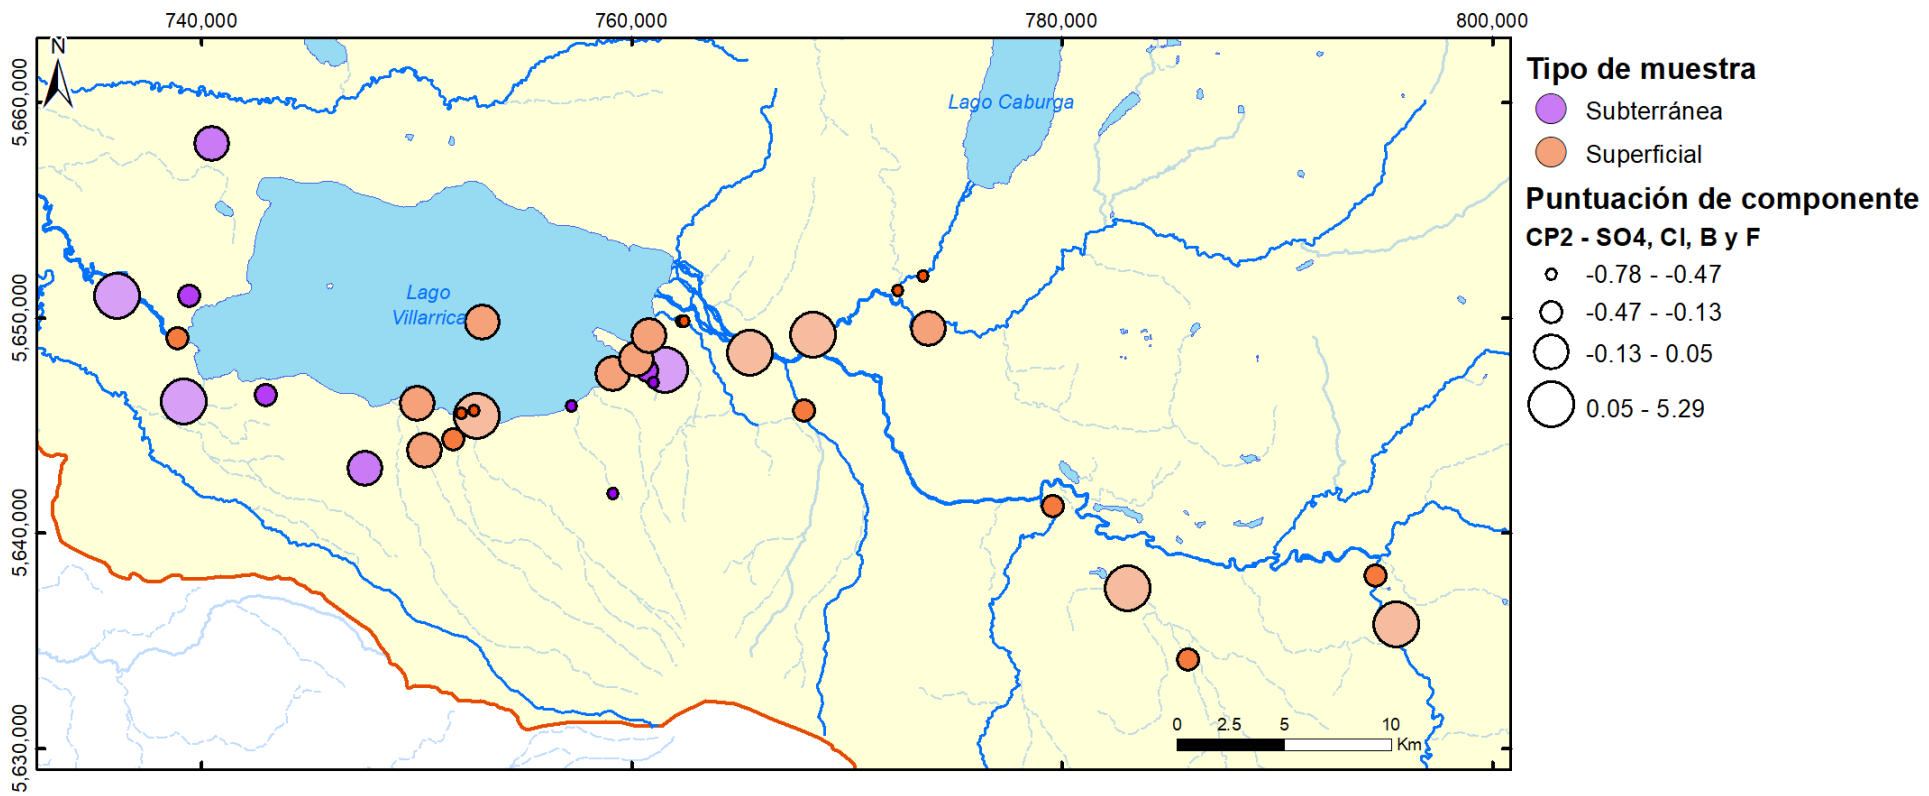 740,000
760,000
780,000
800,000
N
5,660,000
5,650,000
5,640,000
5,630,000
Lago Caburga
Lago
Villarrica
0 2.5 5 10
Km
Tipo de muestra
Subterránea
Superficial
Puntuación de componente
CP2 - SO4, Cl, B y F
-0.78 - -0.47
-0.47 - -0.13
-0.13 - 0.05
0.05 - 5.29